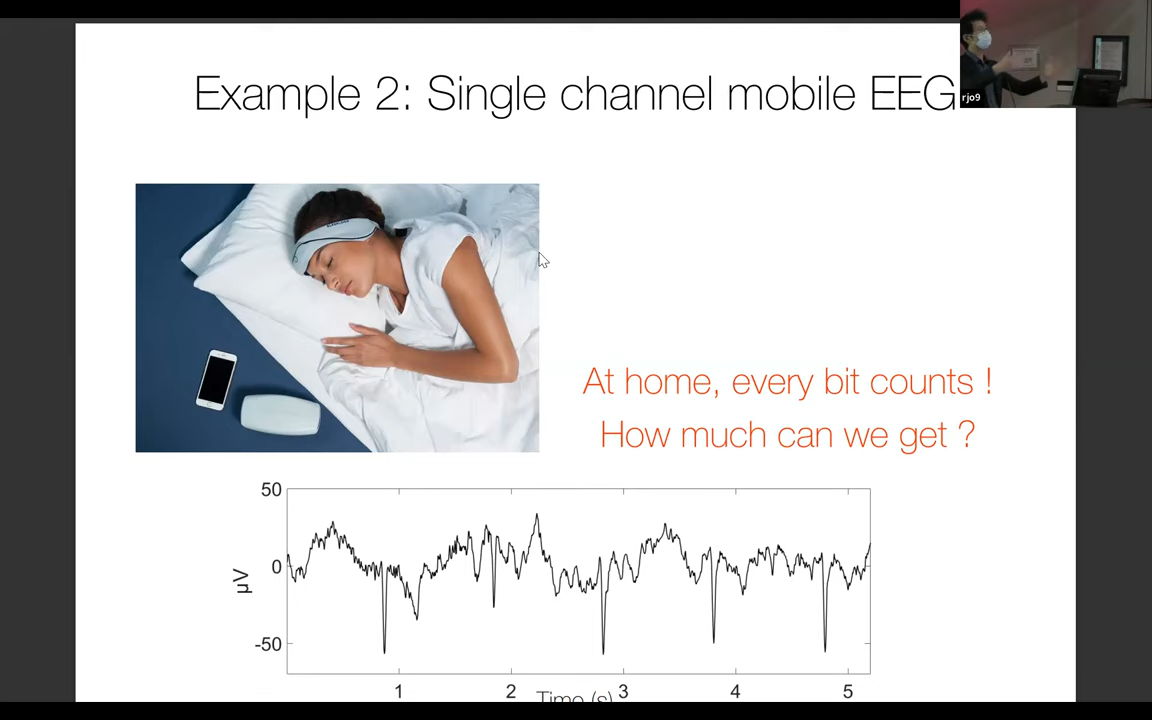 Example 2: Single channel mobile EEG
rjo9
At home, every bit counts !
How much can we get ?
50
0
-50
µV
1
2
3
4
5
Time (s)